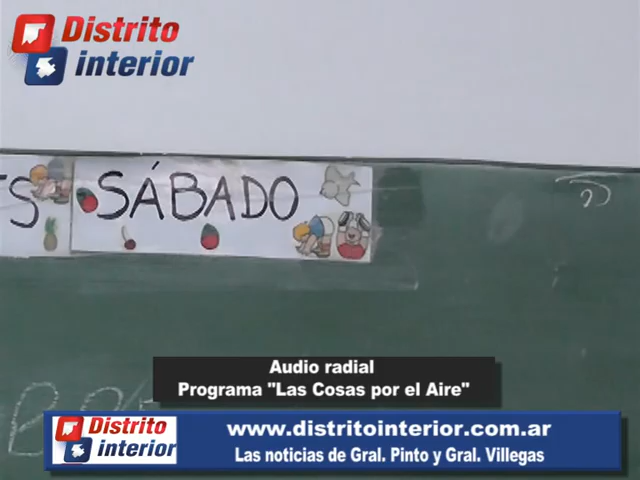 Distrito
interior
S SÁBADO
Audio radial
Programa "Las Cosas por el Aire"
Distrito
interior
www.distritointerior.com.ar
Las noticias de Gral. Pinto y Gral. Villegas